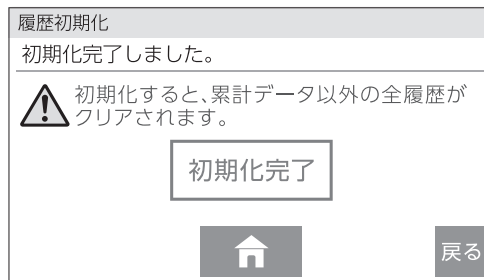 履歴初期化
初期化完了しました。
初期化すると、累計データ以外の全履歴が
クリアされます。
初期化完了
戻る